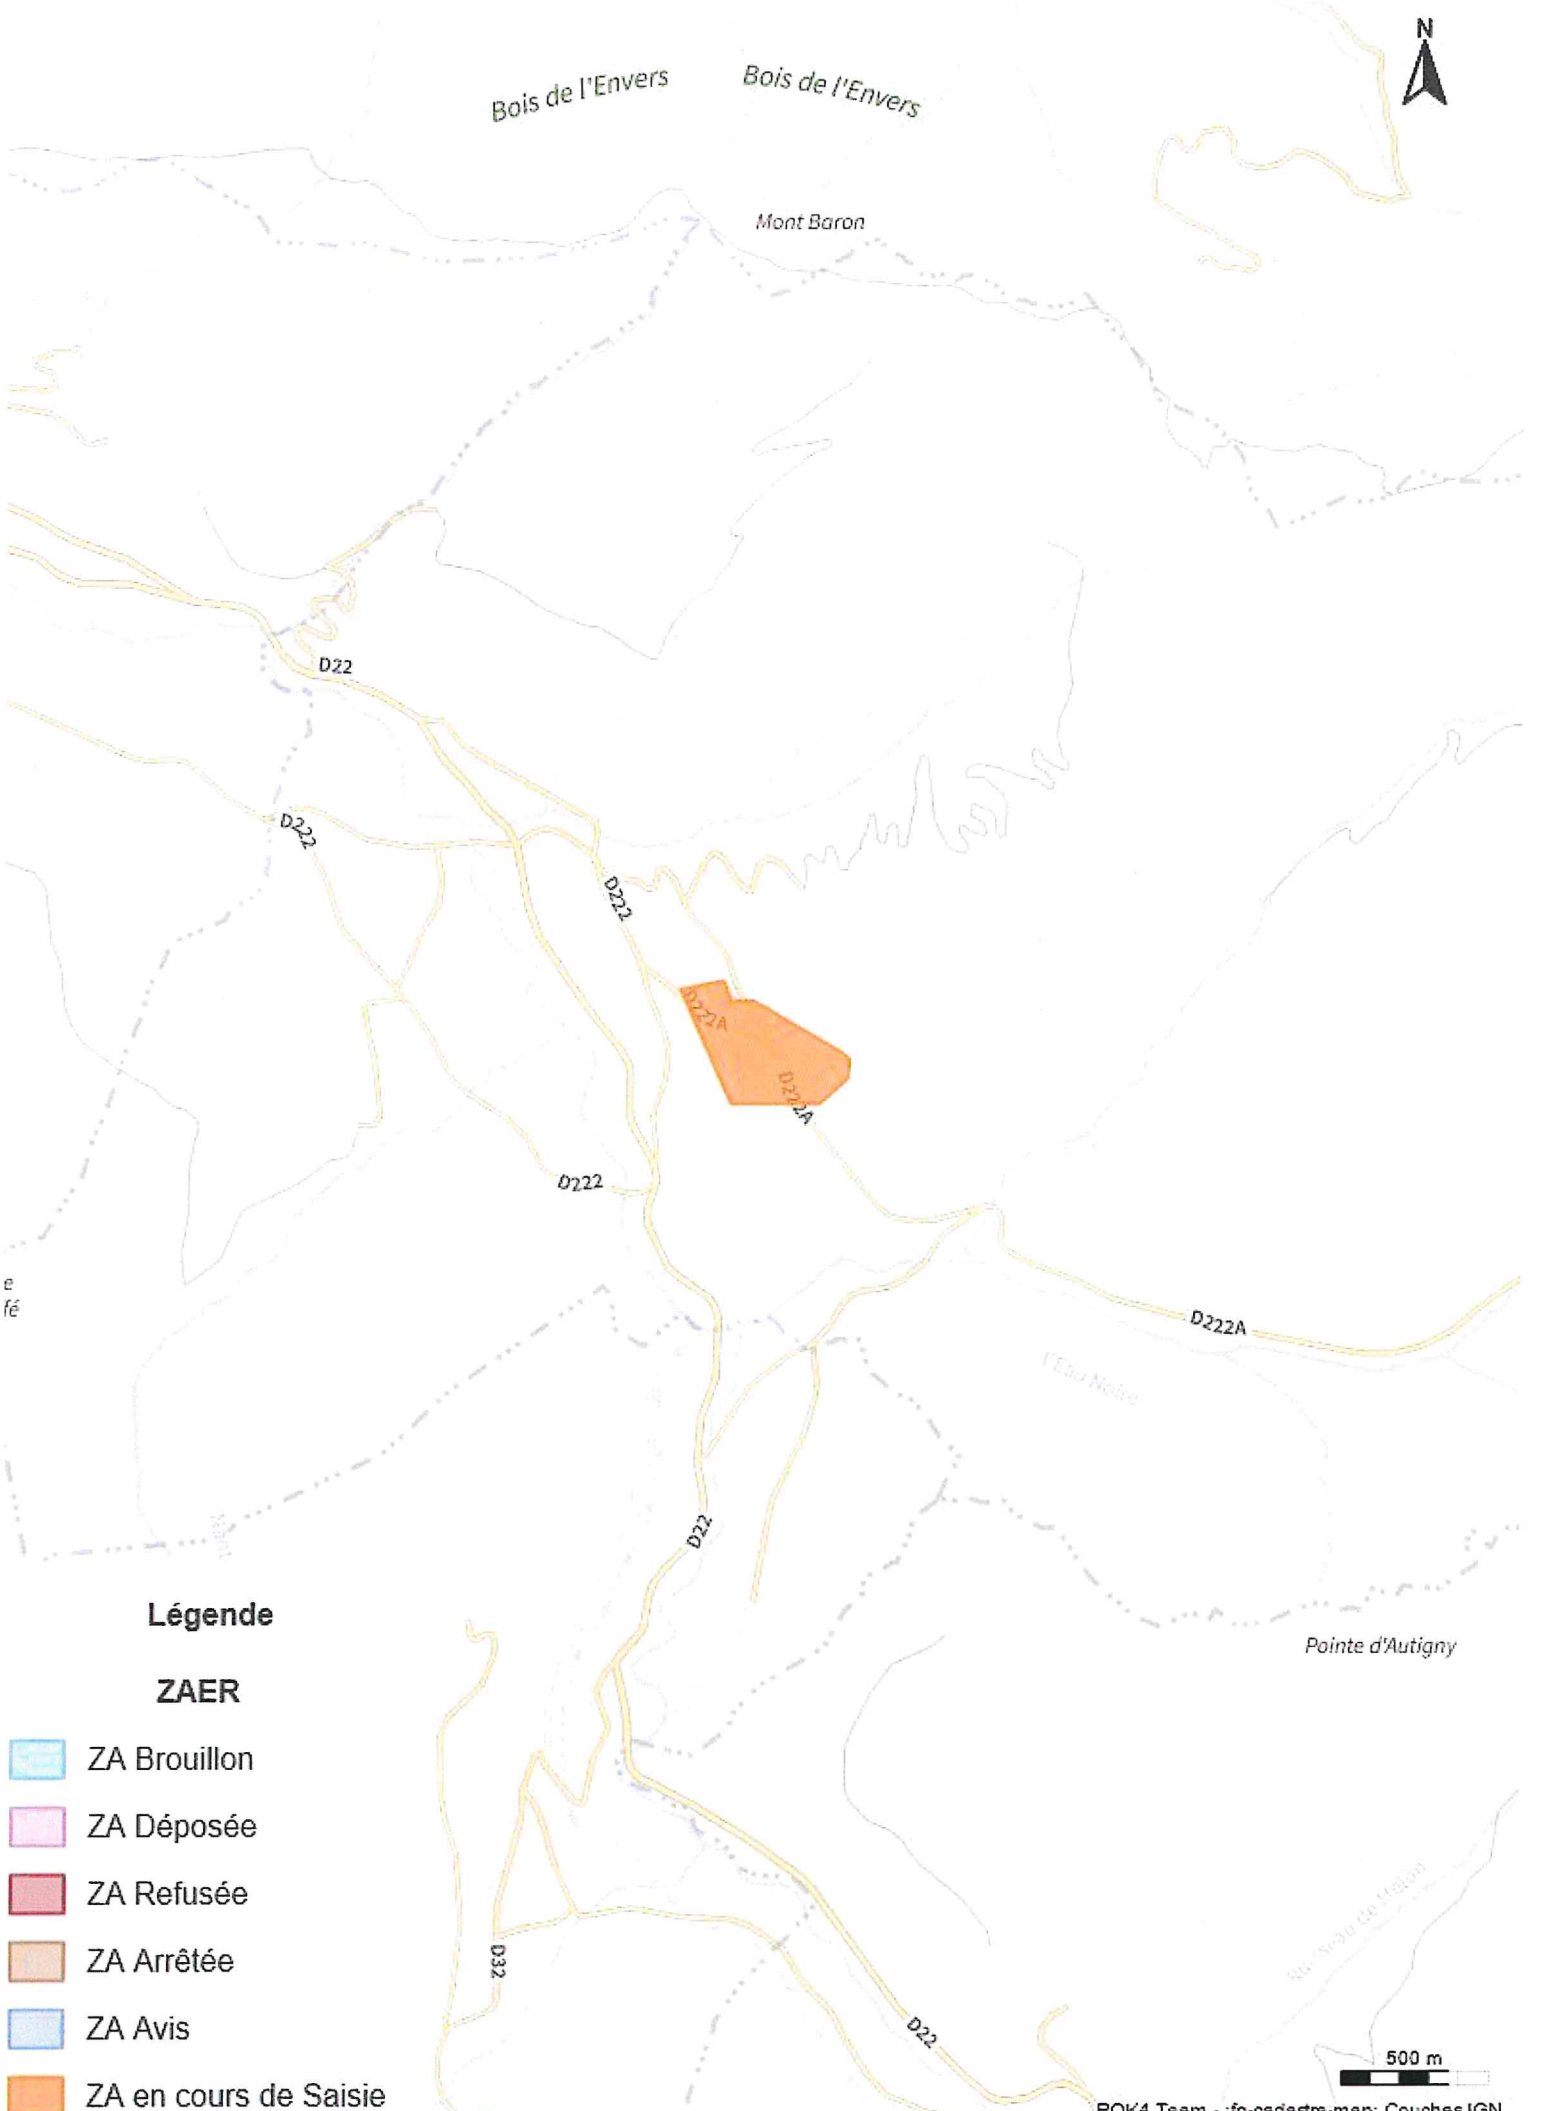 N
Bois de l'Envers
Bois de l'Envers
Mont Baron
D22
D222
D222
D222A
D222A
D222
e
fé
D222A
l'Eau Noire
D22
Légende
ZAER
Pointe d'Autigny
ZA Brouillon
ZA Déposée
ZA Refusée
ZA Arrêtée
D32
ZA Avis
D22
500 m
ZA en cours de Saisie